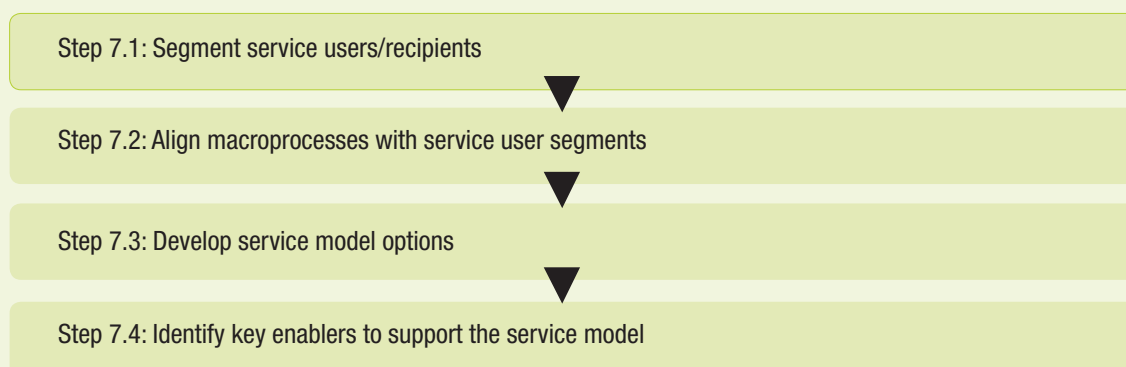 Step 7.1: Segment service users/recipients
Step 7.2: Align macroprocesses with service user segments
Step 7.3: Develop service model options
Step 7.4: Identify key enablers to support the service model